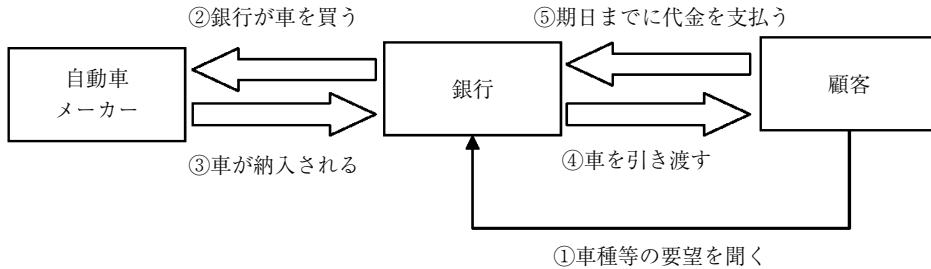 ②銀行が車を買う
⑤期日までに代金を支払う
自動車
メーカー
銀行
顧客
③車が納入される
④車を引き渡す
①車種等の要望を聞く